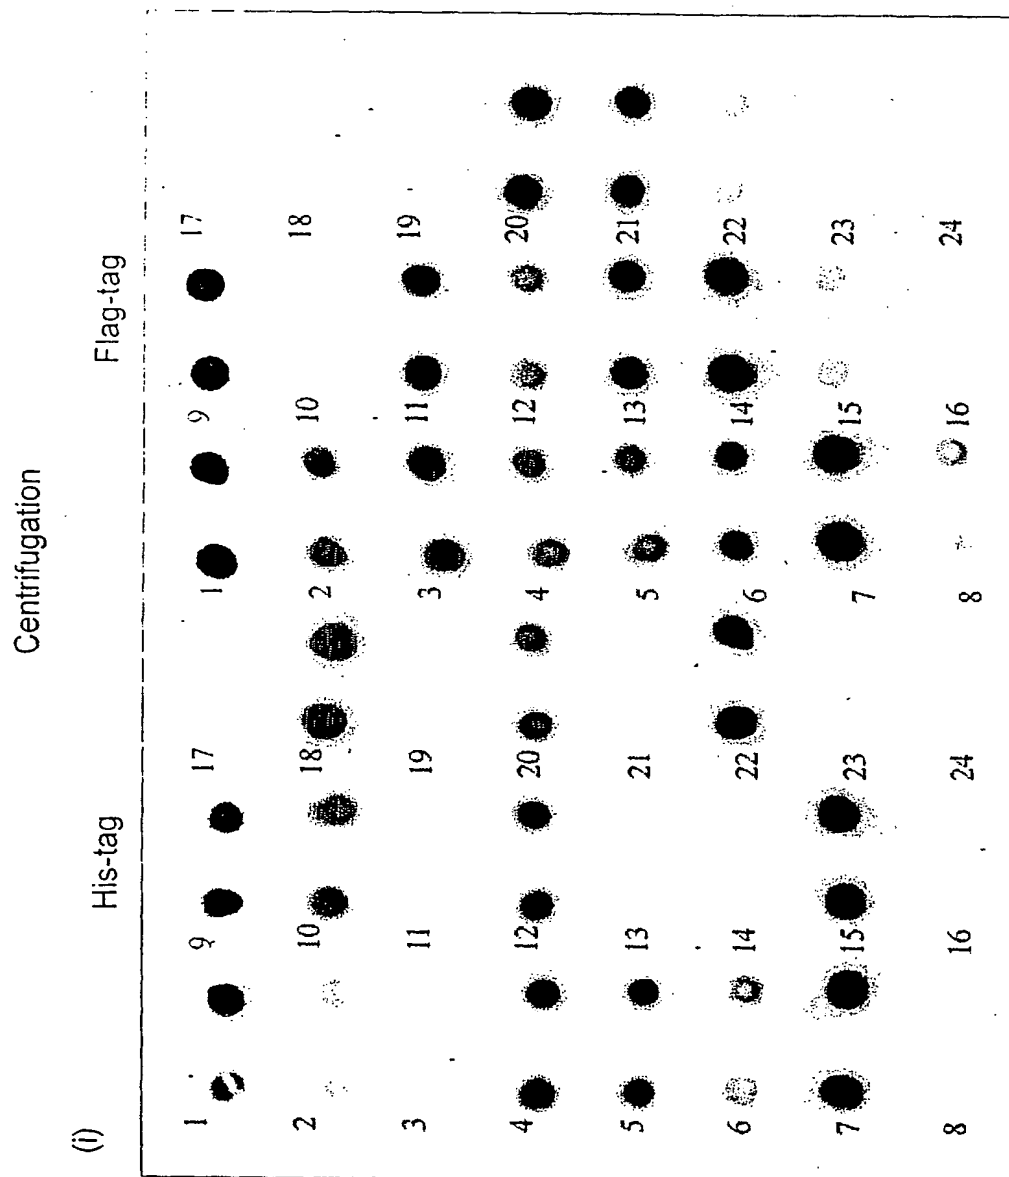 Centrifugation
His-tag Flag-tag
(i)
1 9 17 1 9 17
2 10 18 2 10 18
3 11 19 3 11 19
4 12 20 4 12 20
5 13 21 5 13 21
6 14 22 6 14 22
7 15 23 7 15 23
8 16 24 8 16 24